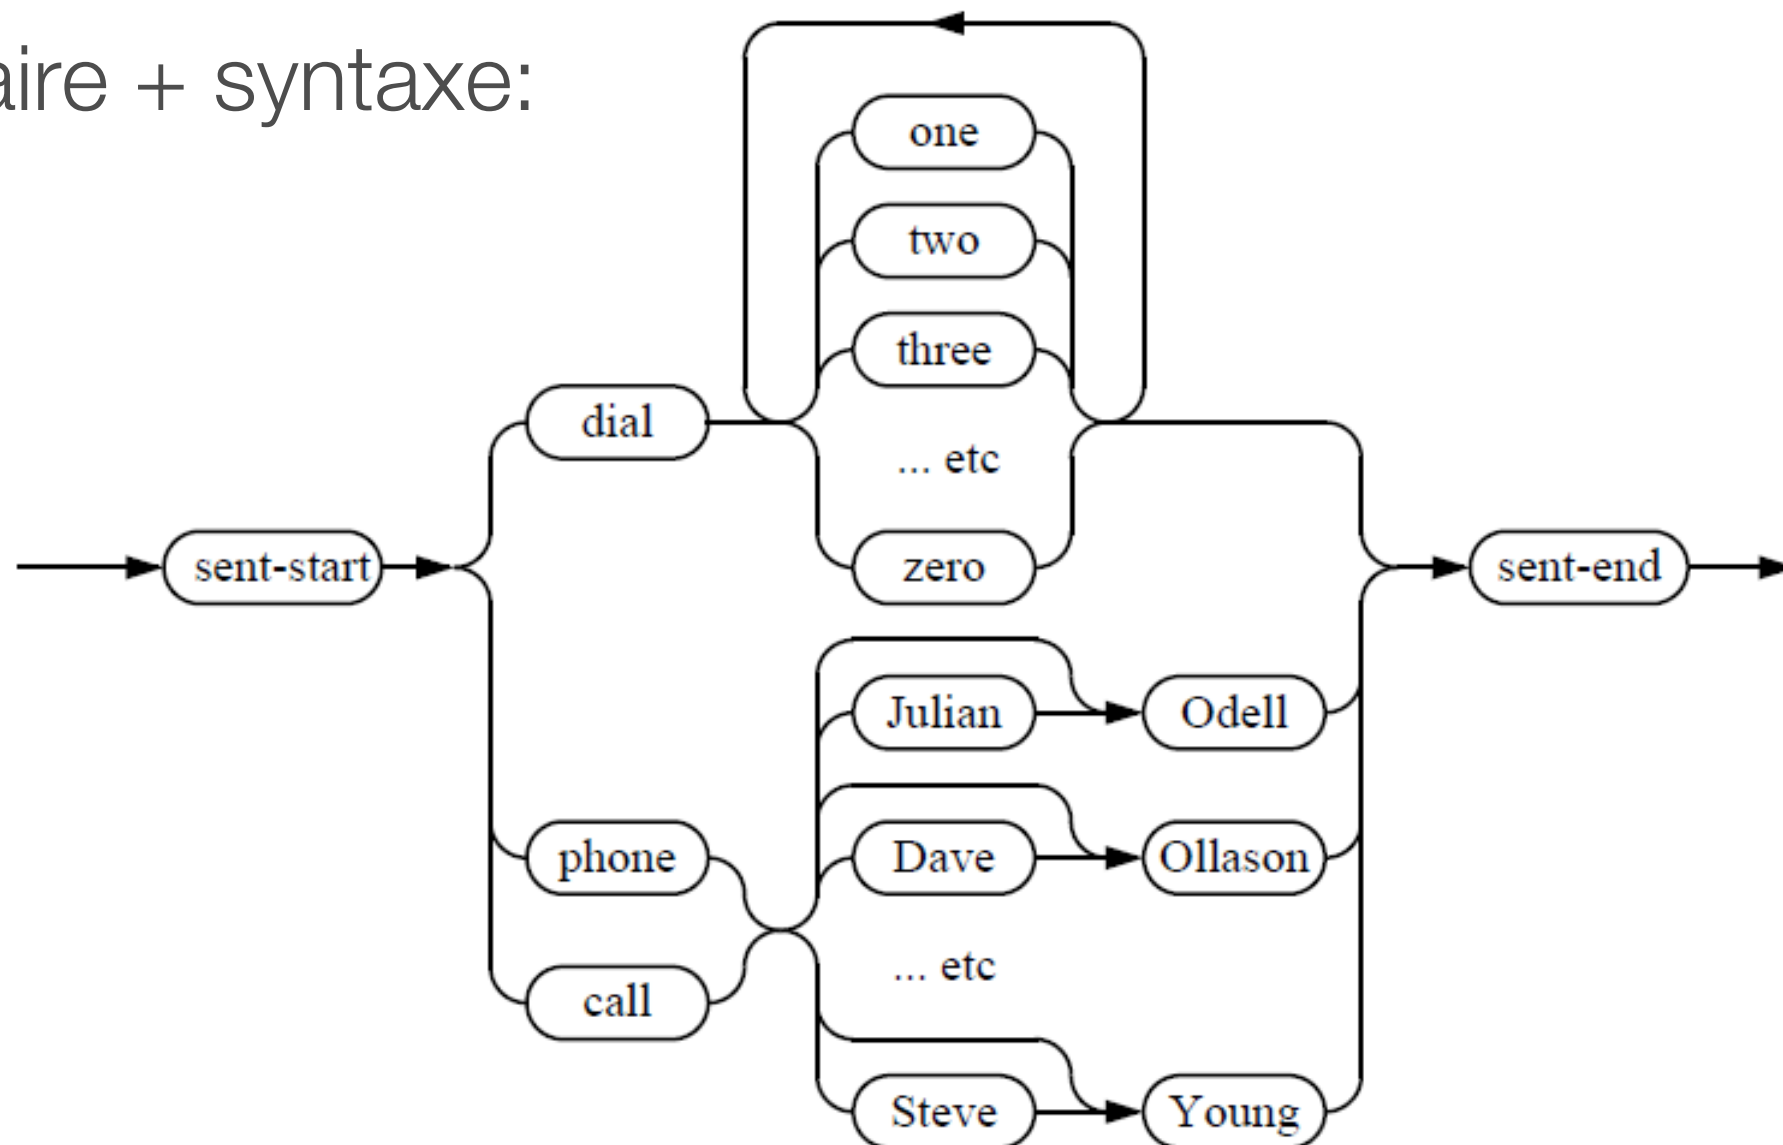 aire + syntaxe:
one
two
three
dial
... etc
sent-start
zero
sent-end
Julian
Odell
phone
Dave
Ollason
... etc
call
Steve
Young